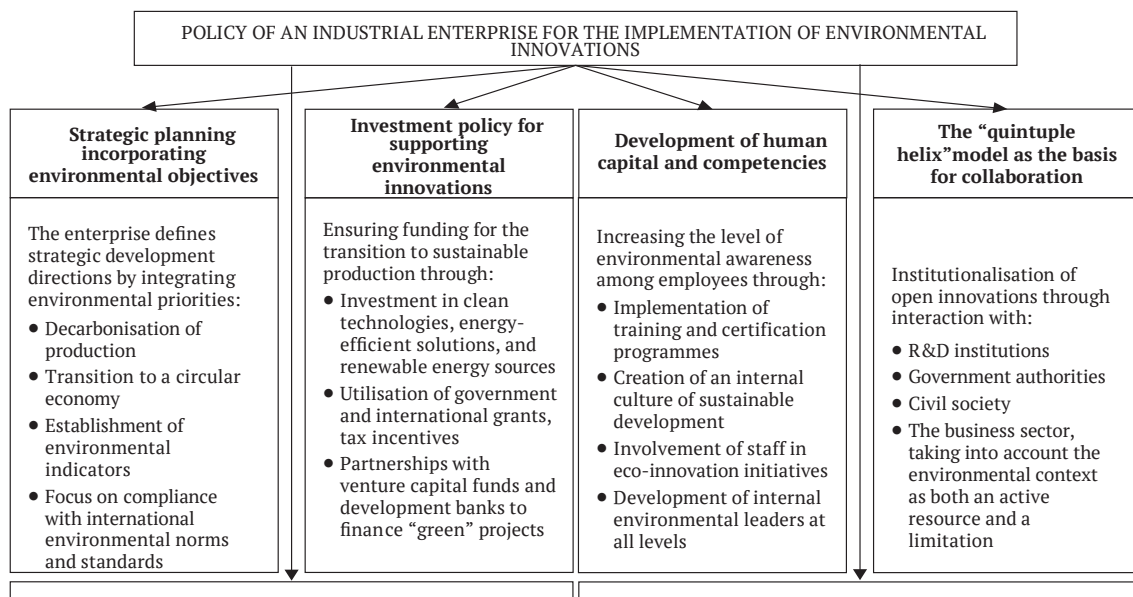 POLICY OF AN INDUSTRIAL ENTERPRISE FOR THE IMPLEMENTATION OF ENVIRONMENTAL
INNOVATIONS
Strategic planning
incorporating
environmental objectives
The enterprise defines
strategic development
directions by integrating
environmental priorities:
● Decarbonisation of
production
● Transition to a circular
economy
● Establishment of
environmental
indicators
● Focus on compliance
with international
environmental norms
and standards
Investment policy for
supporting
environmental
innovations
Ensuring funding for the
transition to sustainable
production through:
● Investment in clean
technologies, energy-
efficient solutions, and
renewable energy sources
● Utilisation of government
and international grants,
tax incentives
● Partnerships with
venture capital funds and
development banks to
finance “green” projects
Development of human
capital and competencies
Increasing the level of
environmental awareness
among employees through:
● Implementation of
training and certification
programmes
● Creation of an internal
culture of sustainable
development
● Involvement of staff in
eco-innovation initiatives
● Development of internal
environmental leaders at
all levels
The “quintuple
helix”model as the basis
for collaboration
Institutionalisation of
open innovations through
interaction with:
● R&D institutions
● Government authorities
● Civil society
● The business sector,
taking into account the
environmental context
as both an active
resource and a
limitation